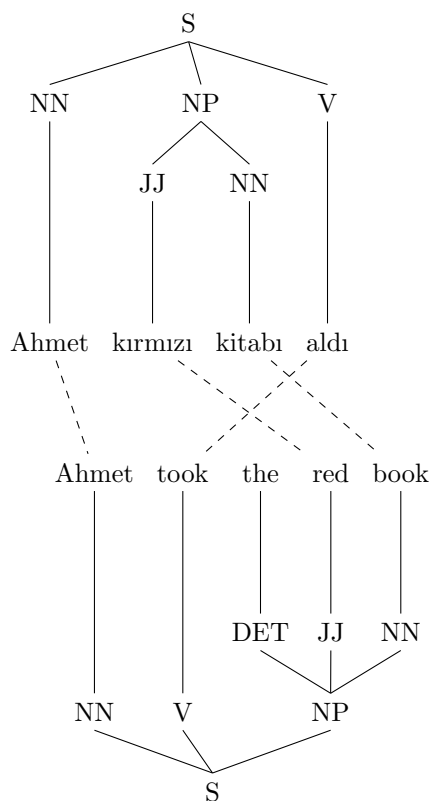 S
NN NP V
JJ NN
Ahmet kırmızı kitabı aldı
Ahmet took the red book
DET JJ NN
NN V NP
S